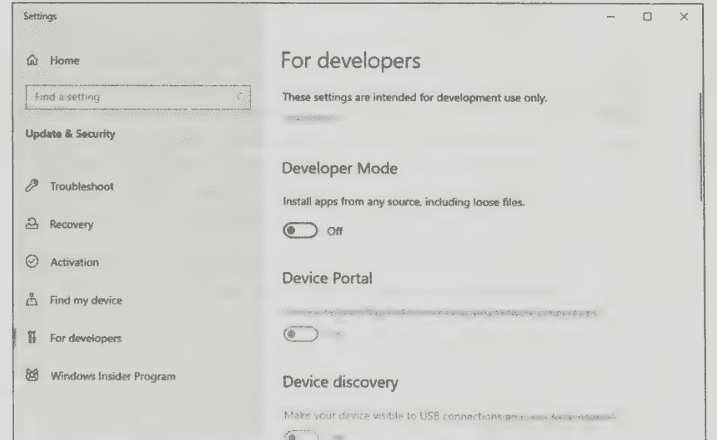 Settings
Home
Find a setting
Update & Security
Troubleshoot
Recovery
Activation
Find my device
For developers
Windows Insider Program
For developers
These settings are intended for development use only.
Developer Mode
Install apps from any source, including loose files.
Off
Device Portal
Device discovery
Make your device visible to USB connections